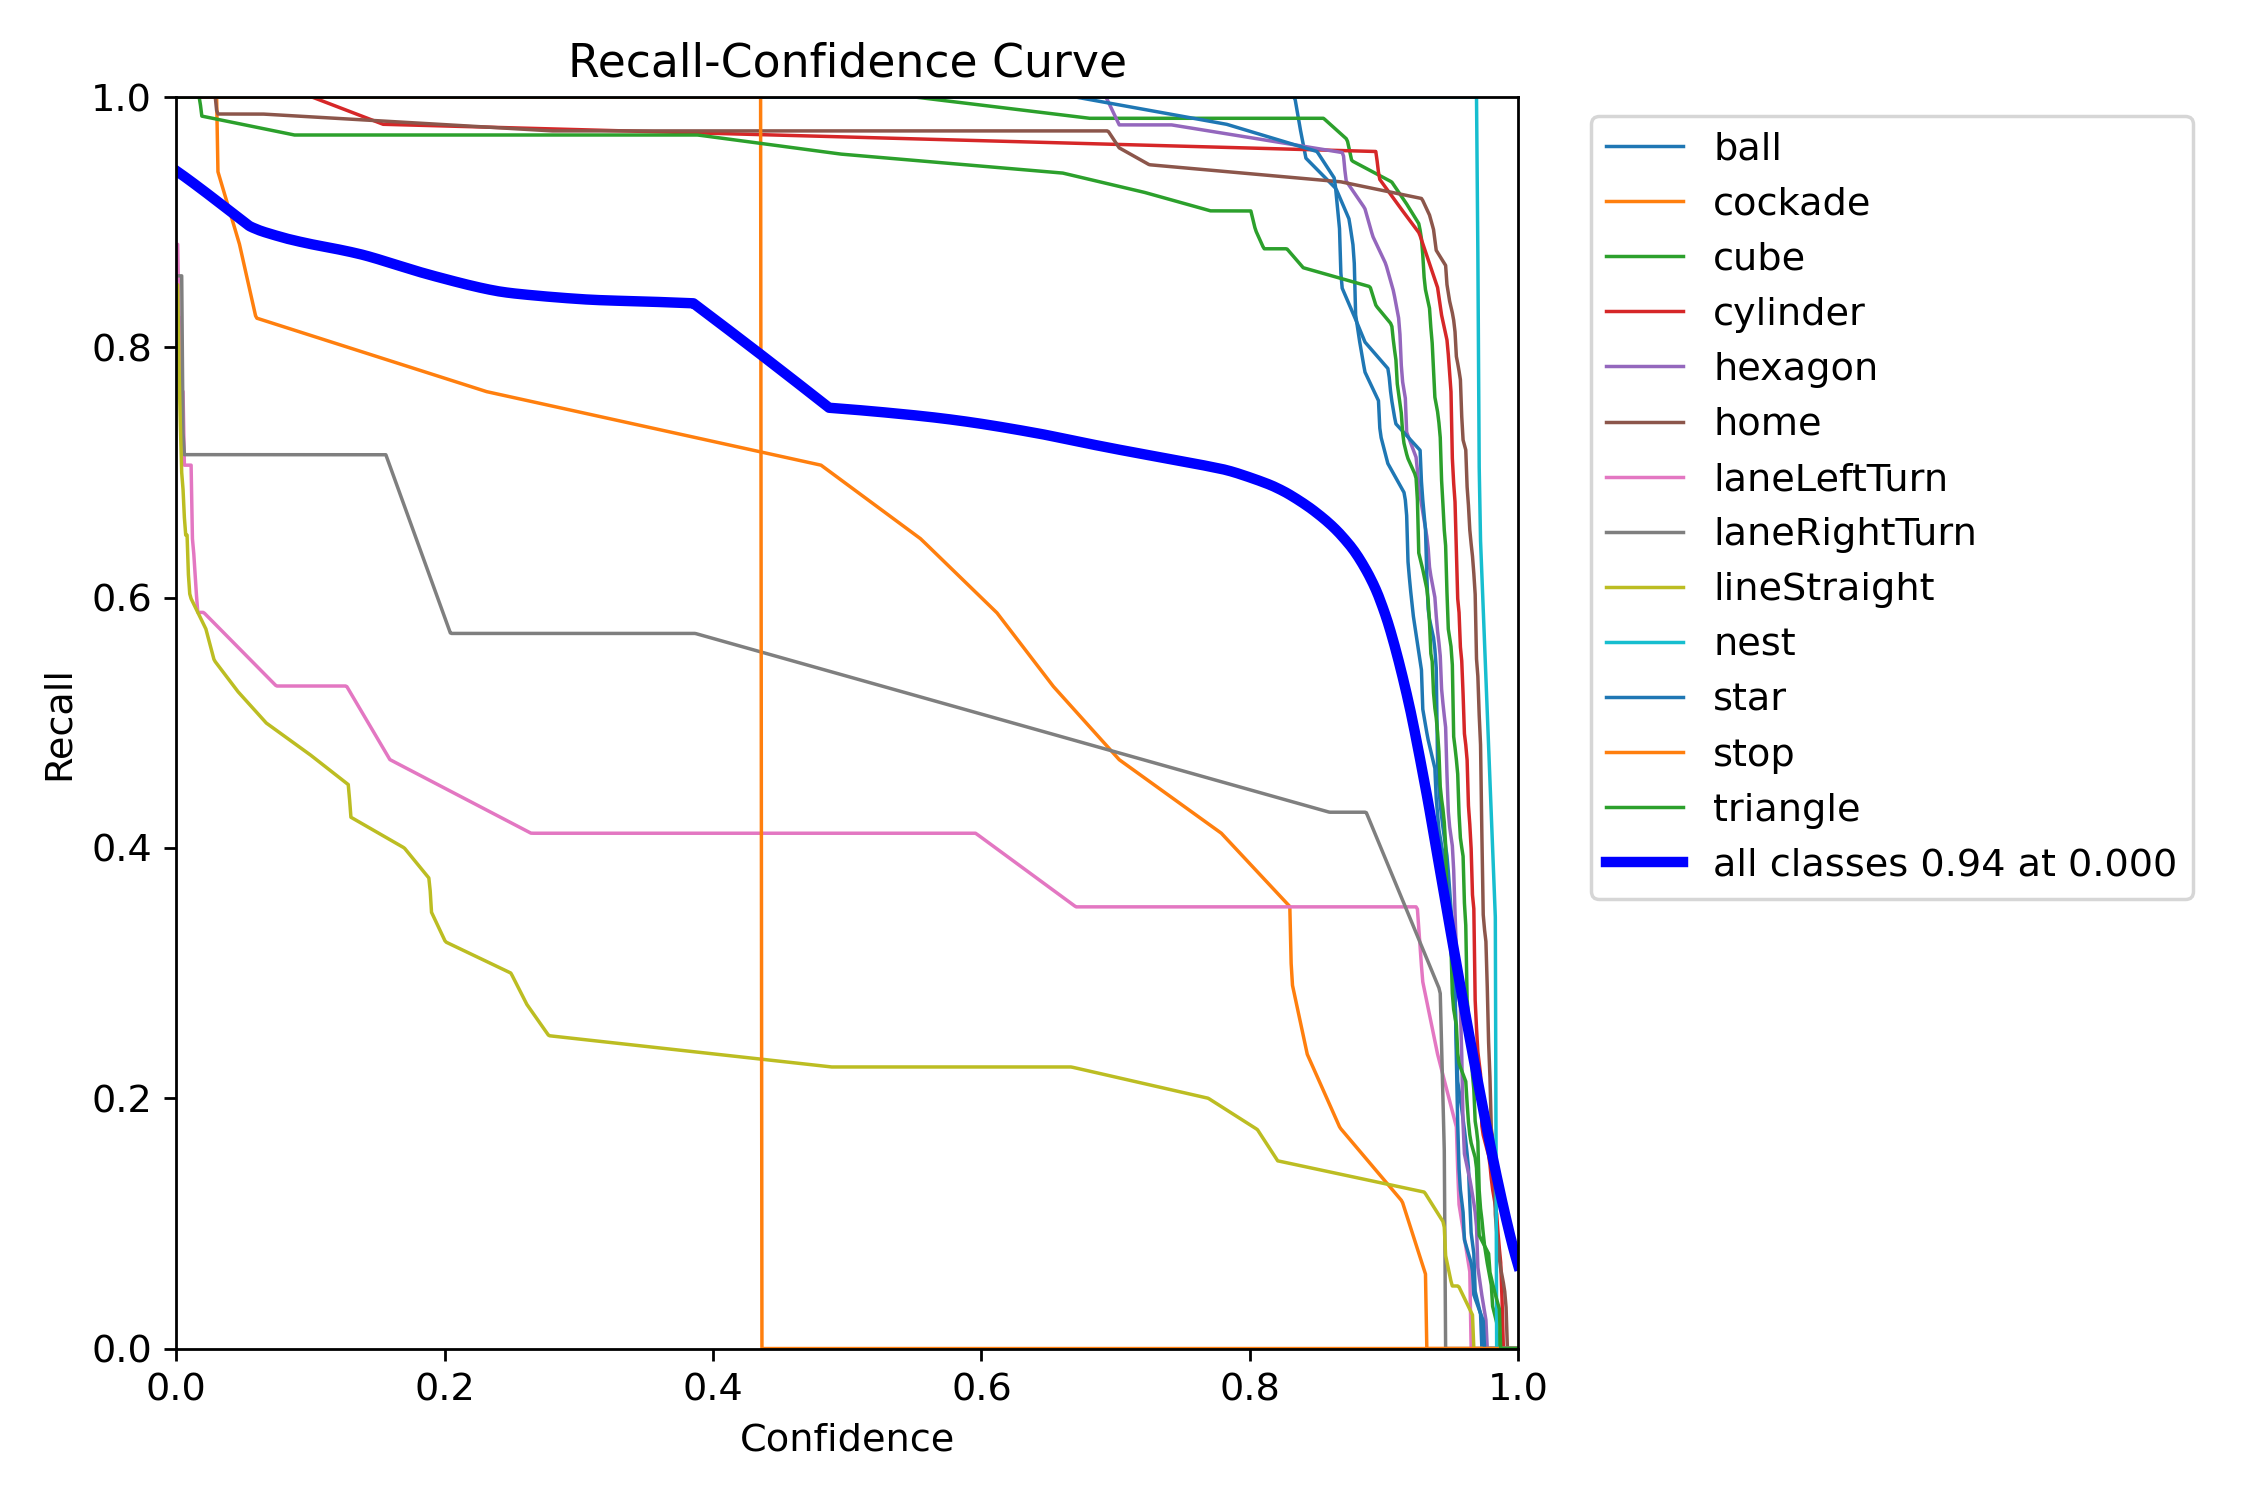 Recall-Confidence Curve
1.0
0.8
0.6
0.4
0.2
0.0
Recall
0.0 0.2 0.4 0.6 0.8 1.0
Confidence
ball
cockade
cube
cylinder
hexagon
home
laneLeftTurn
laneRightTurn
lineStraight
nest
star
stop
triangle
all classes 0.94 at 0.000